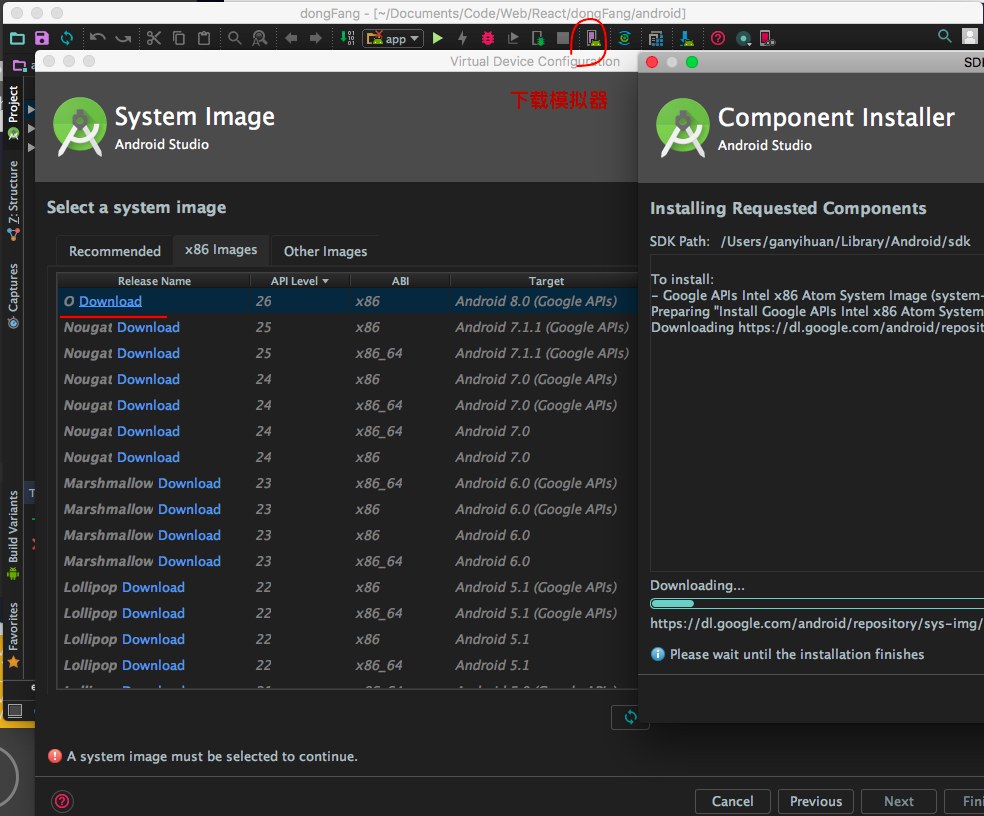 dongFang - [~/Documents/Code/Web/React/dongFang/android]
app
Virtual Device Configuration
下载模拟器
Project
Z: Structure
Captures
Build Variants
Favorites
System Image
Android Studio
Select a system image
Recommended x86 Images Other Images
Release Name API Level ABI Target
O Download 26 x86 Android 8.0 (Google APIs)
Nougat Download 25 x86 Android 7.1.1 (Google APIs)
Nougat Download 25 x86_64 Android 7.1.1 (Google APIs)
Nougat Download 24 x86 Android 7.0 (Google APIs)
Nougat Download 24 x86_64 Android 7.0 (Google APIs)
Nougat Download 24 x86_64 Android 7.0
Nougat Download 24 x86 Android 7.0
Marshmallow Download 23 x86_64 Android 6.0 (Google APIs)
Marshmallow Download 23 x86 Android 6.0 (Google APIs)
Marshmallow Download 23 x86 Android 6.0
Marshmallow Download 23 x86_64 Android 6.0
Lollipop Download 22 x86 Android 5.1 (Google APIs)
Lollipop Download 22 x86_64 Android 5.1 (Google APIs)
Lollipop Download 22 x86 Android 5.1
Lollipop Download 22 x86_64 Android 5.1
A system image must be selected to continue.
Cancel Previous Next Fini
SDK
Component Installer
Android Studio
Installing Requested Components
SDK Path: /Users/ganyihuan/Library/Android/sdk
To install:
- Google APIs Intel x86 Atom System Image (system-
Preparing "Install Google APIs Intel x86 Atom System
Downloading https://dl.google.com/android/reposit
Downloading...
https://dl.google.com/android/repository/sys-img/
Please wait until the installation finishes